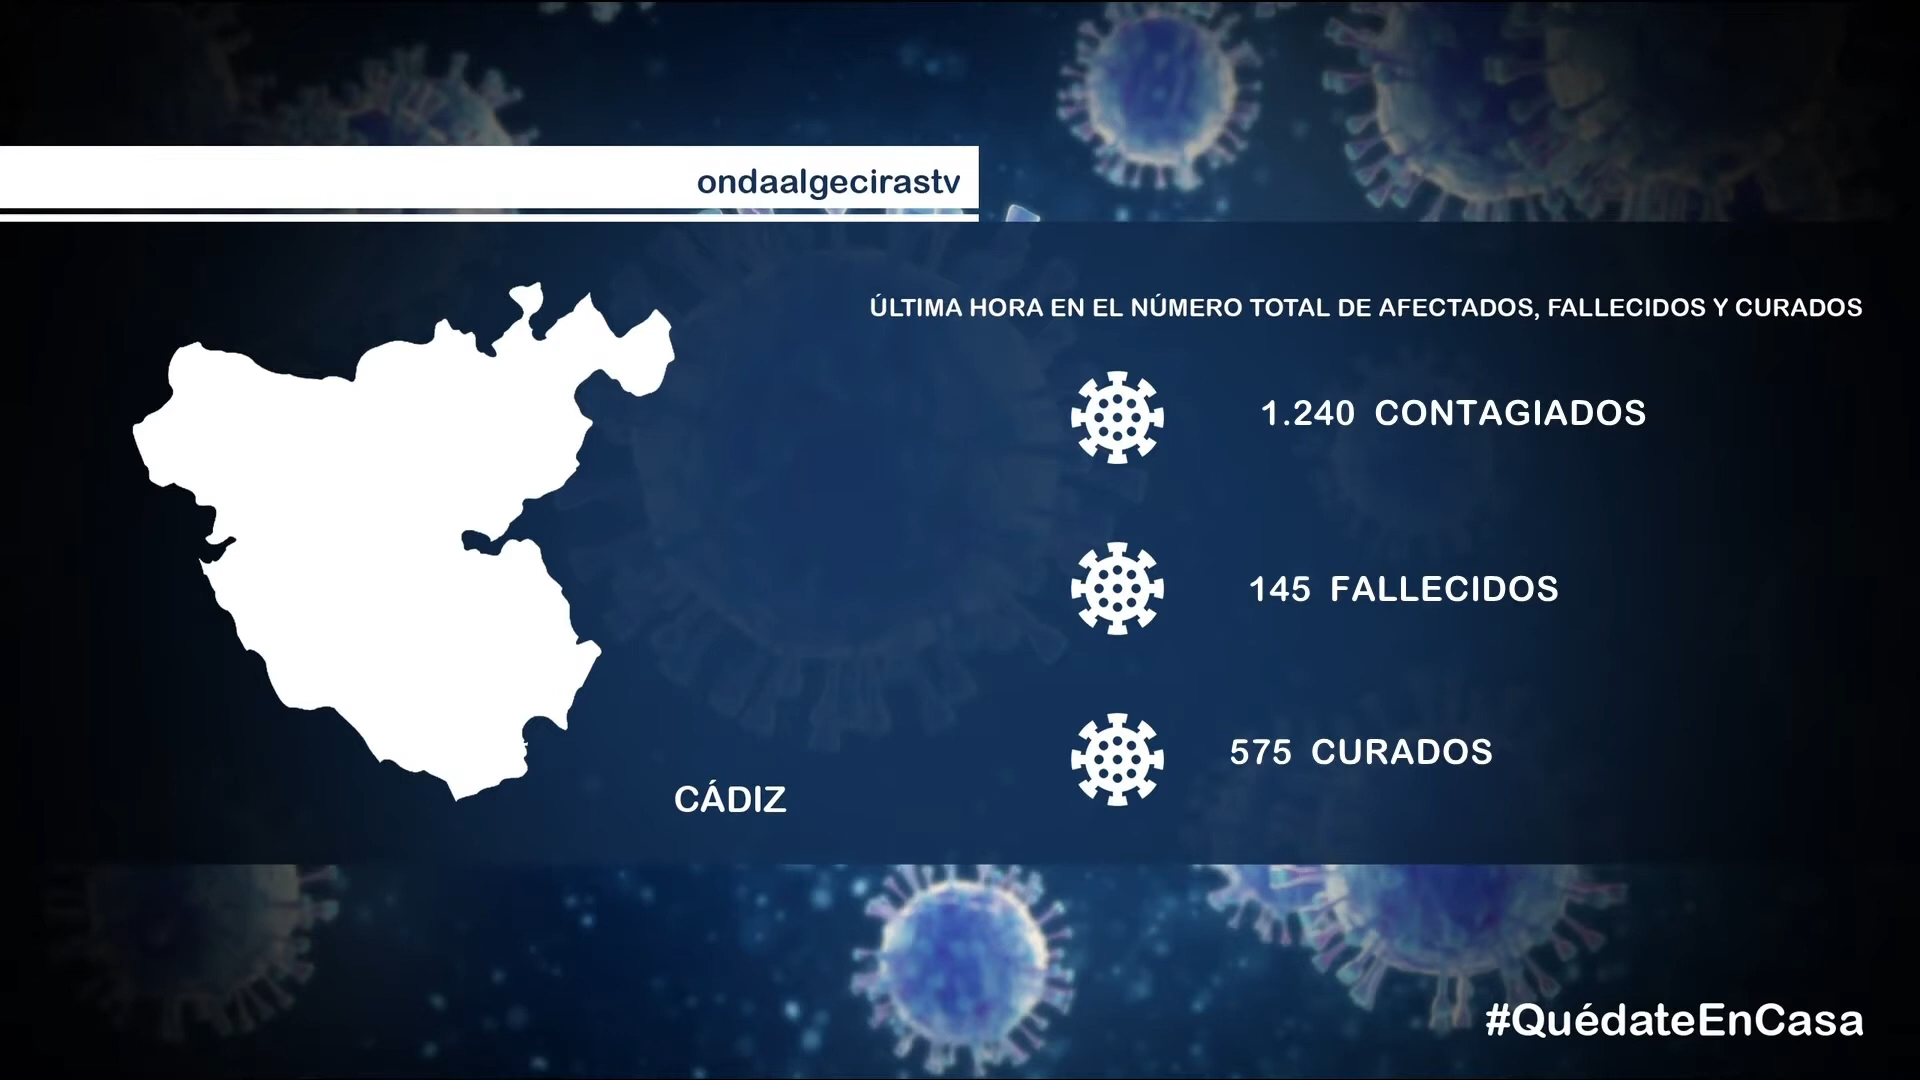 ondaalgecirastv
ÚLTIMA HORA EN EL NÚMERO TOTAL DE AFECTADOS, FALLECIDOS Y CURADOS
1.240 CONTAGIADOS
145 FALLECIDOS
575 CURADOS
CÁDIZ
#QuédateEnCasa